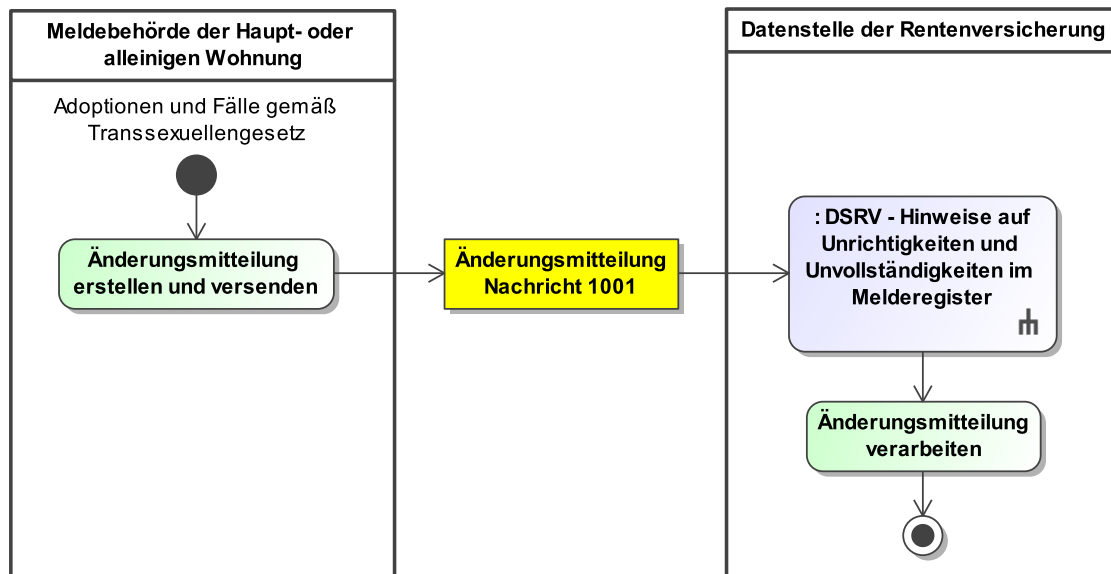 Meldebehörde der Haupt- oder
alleinigen Wohnung
Adoptionen und Fälle gemäß
Transsexuellengesetz
Änderungsmitteilung
erstellen und versenden
Änderungsmitteilung
Nachricht 1001
Datenstelle der Rentenversicherung
: DSRV - Hinweise auf
Unrichtigkeiten und
Unvollständigkeiten im
Melderegister
Änderungsmitteilung
verarbeiten